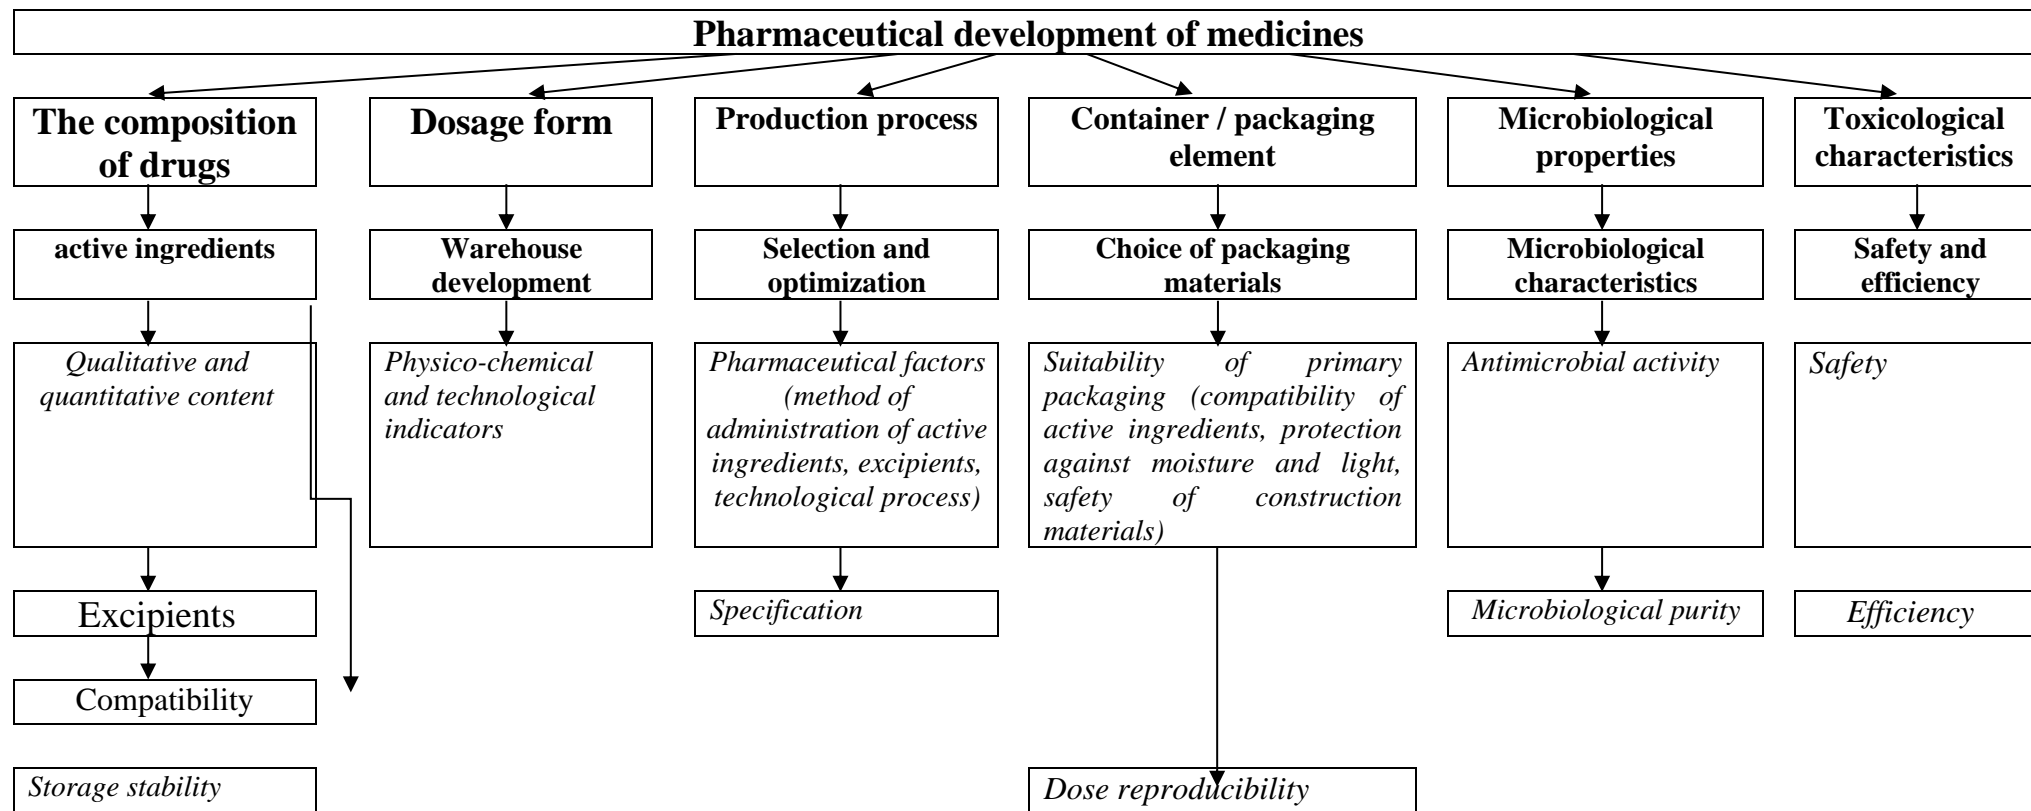 Pharmaceutical development of medicines
The composition
of drugs
Dosage form
Production process
Container / packaging
element
Microbiological
properties
Toxicological
characteristics
active ingredients
Warehouse
development
Selection and
optimization
Choice of packaging
materials
Microbiological
characteristics
Safety and
efficiency
Qualitative and
quantitative content
Physico-chemical
and technological
indicators
Pharmaceutical factors
(method of
administration of active
ingredients, excipients,
technological process)
Suitability of primary
packaging (compatibility of
active ingredients, protection
against moisture and light,
safety of construction
materials)
Antimicrobial activity
Safety
Excipients
Specification
Microbiological purity
Efficiency
Compatibility
Storage stability
Dose reproducibility